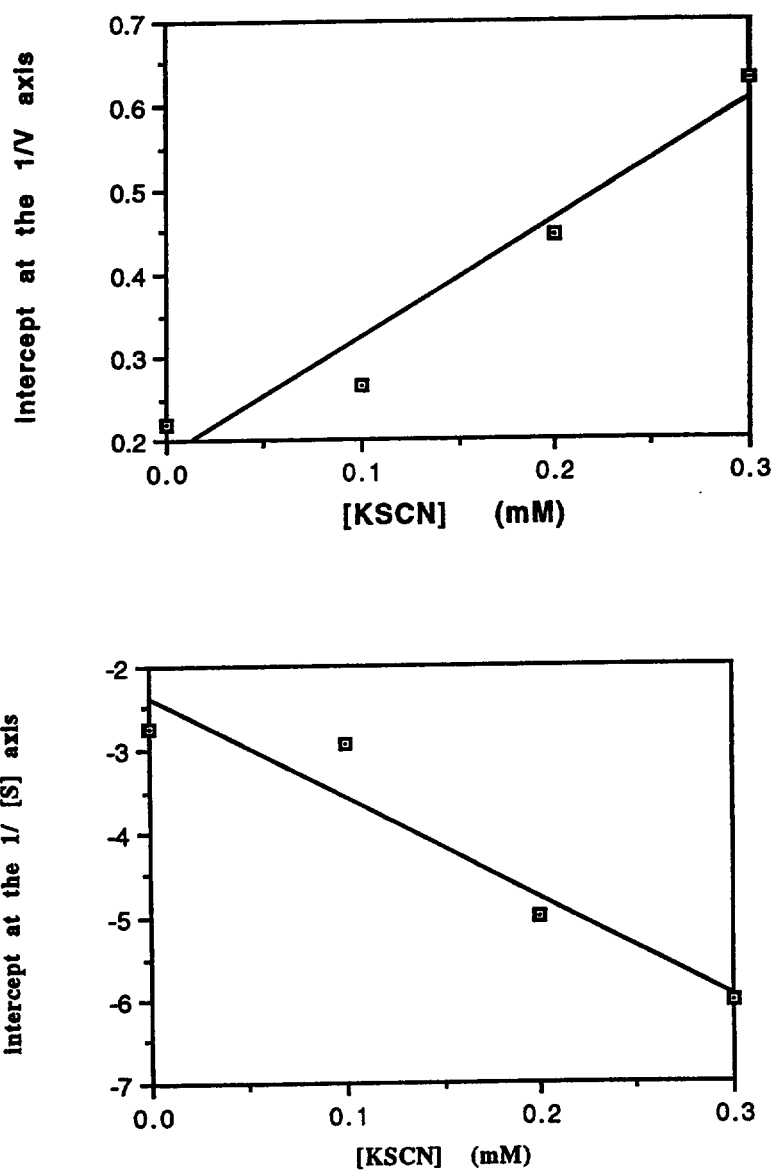 Intercept at the 1/V axis
0.7
0.6
0.5
0.4
0.3
0.2
0.0 0.1 0.2 0.3
[KSCN] (mM)
intercept at the 1/ [S] axis
-2
-3
-4
-5
-6
-7
0.0 0.1 0.2 0.3
[KSCN] (mM)